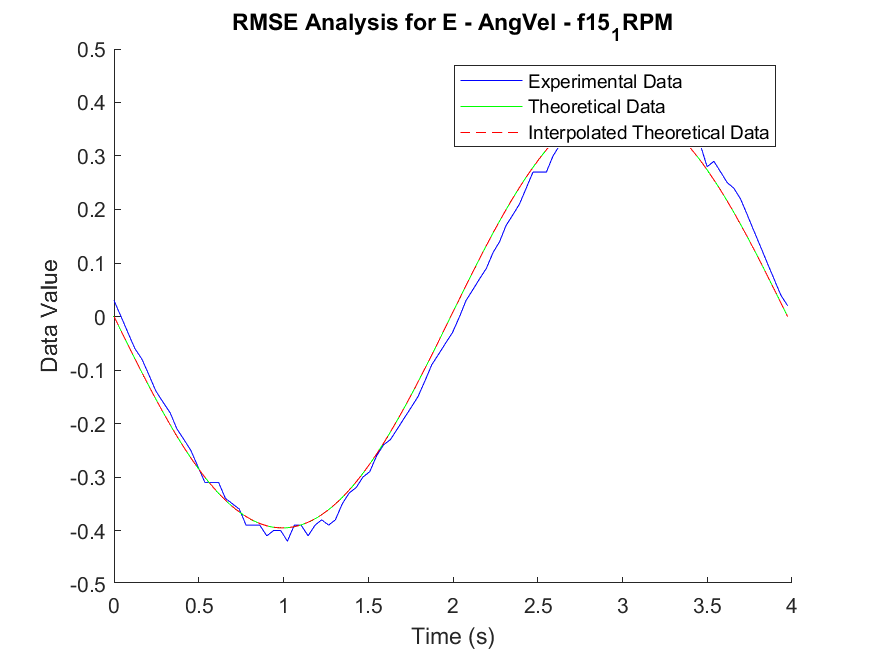 RMSE Analysis for E - AngVel - f15₁RPM
Experimental Data
Theoretical Data
Interpolated Theoretical Data
0.5
0.4
0.3
0.2
0.1
0
-0.1
-0.2
-0.3
-0.4
-0.5
Data Value
0 0.5 1 1.5 2 2.5 3 3.5 4
Time (s)